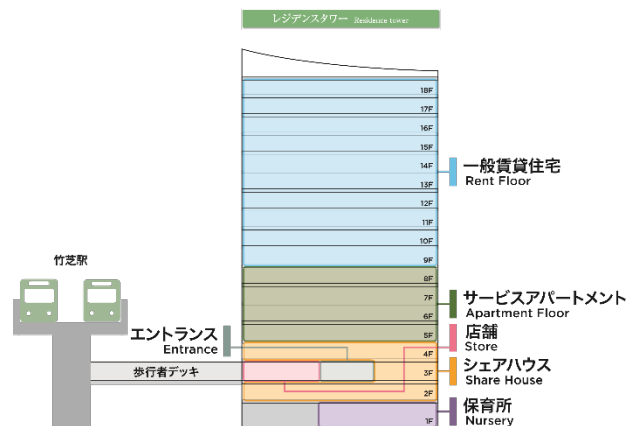 レジデンスタワー Residence tower
18F
17F
16F
15F
14F
13F
12F
11F
10F
9F
8F
7F
6F
5F
4F
3F
2F
1F
一般賃貸住宅
Rent Floor
サービスアパートメント
Apartment Floor
店舗
Store
シェアハウス
Share House
保育所
Nursery
竹芝駅
エントランス
Entrance
歩行者デッキ